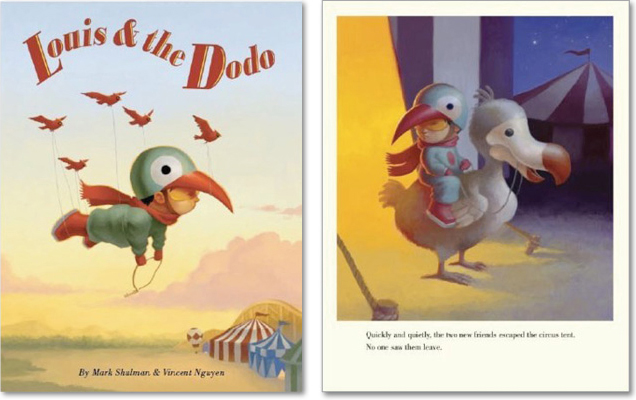 Louis & the Dodo
By Mark Shulman & Vincent Nguyen
Quickly and quietly, the two new friends escaped the circus tent.
No one saw them leave.